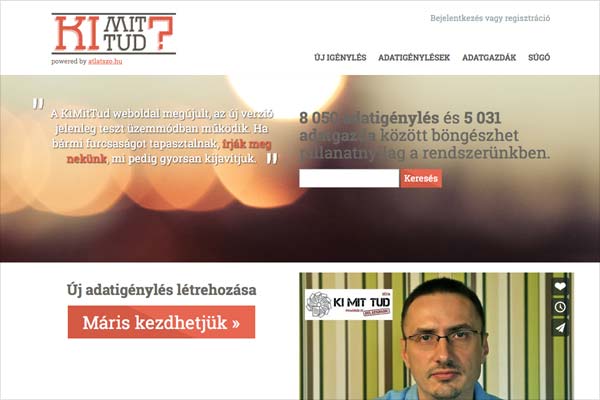 KI MIT TUD ?
powered by atlatszo.hu
Bejelentkezés vagy regisztráció
ÚJ IGÉNYLÉS ADATIGÉNYLÉSEK ADATGAZDÁK SÚGÓ
" A KiMitTud weboldal megújult, az új verzió
jelenleg teszt üzemmódban működik. Ha
bármi furcsaságot tapasztalnak, írják meg
nekünk, mi pedig gyorsan kijavítjuk. "
8 050 adatigénylés és 5 031
adatgazda között böngészhet
pillanatnyilag a rendszerünkben.
Keresés
Új adatigénylés létrehozása
Máris kezdhetjük »
KI MIT TUD